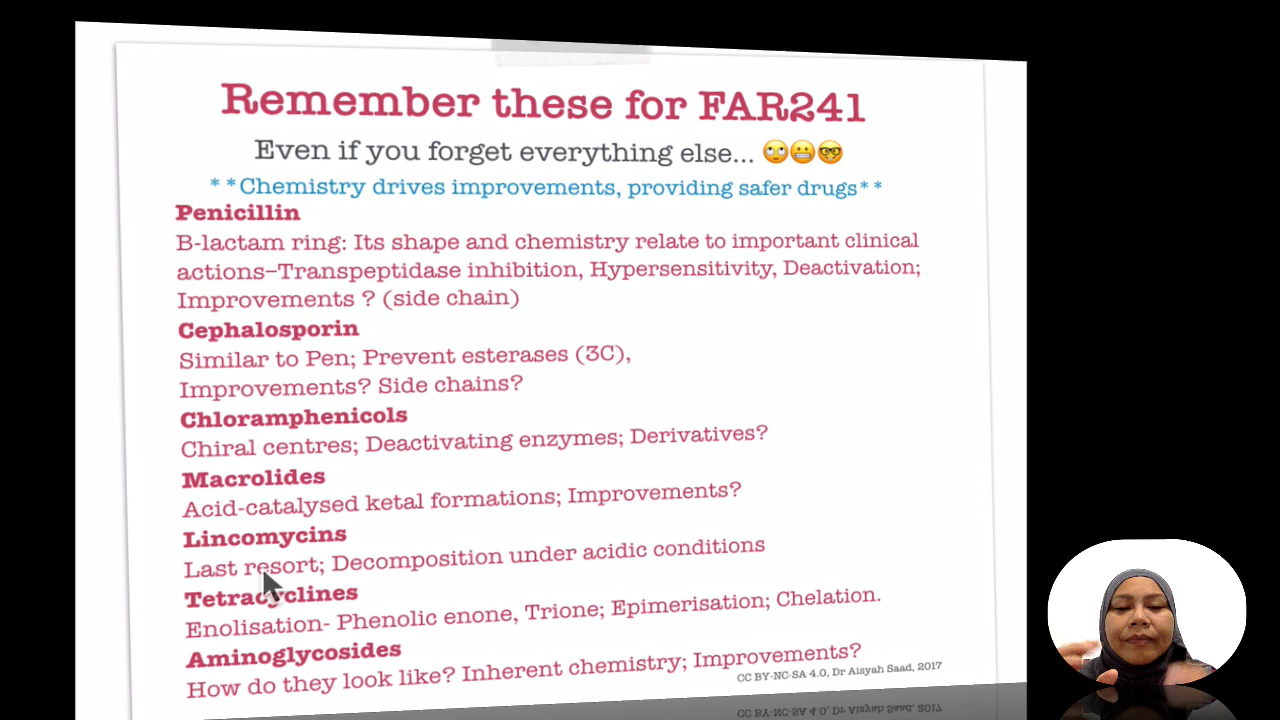 Remember these for FAR241
Even if you forget everything else... 🙄😬🤓
**Chemistry drives improvements, providing safer drugs**
Penicillin
B-lactam ring: Its shape and chemistry relate to important clinical
actions–Transpeptidase inhibition, Hypersensitivity, Deactivation;
Improvements ? (side chain)
Cephalosporin
Similar to Pen; Prevent esterases (3C),
Improvements? Side chains?
Chloramphenicols
Chiral centres; Deactivating enzymes; Derivatives?
Macrolides
Acid-catalysed ketal formations; Improvements?
Lincomycins
Last resort; Decomposition under acidic conditions
Tetracyclines
Enolisation- Phenolic enone, Trione; Epimerisation; Chelation.
Aminoglycosides
How do they look like? Inherent chemistry; Improvements?
CC BY-NC-SA 4.0, Dr Aisyah Saad, 2017